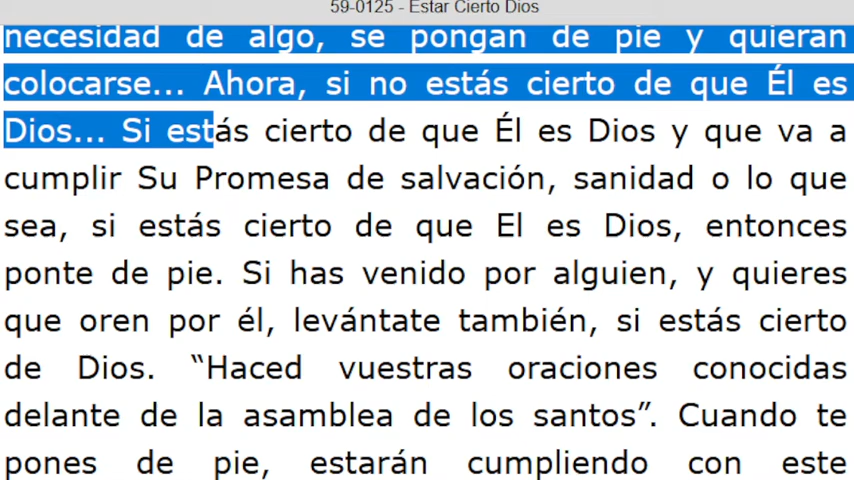 59-0125 - Estar Cierto Dios
necesidad de algo, se pongan de pie y quieran
colocarse... Ahora, si no estás cierto de que Él es
Dios... Si estás cierto de que Él es Dios y que va a
cumplir Su Promesa de salvación, sanidad o lo que
sea, si estás cierto de que El es Dios, entonces
ponte de pie. Si has venido por alguien, y quieres
que oren por él, levántate también, si estás cierto
de Dios. “Haced vuestras oraciones conocidas
delante de la asamblea de los santos”. Cuando te
pones de pie, estarán cumpliendo con este